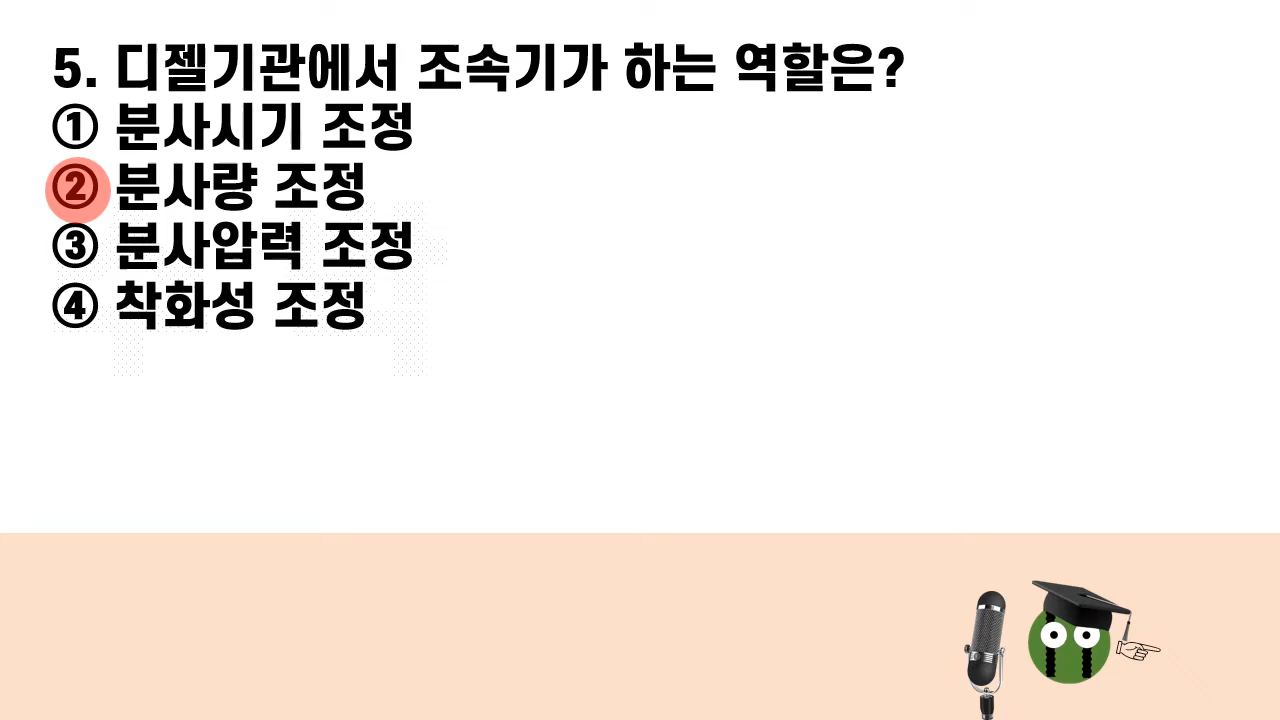 5. 디젤기관에서 조속기가 하는 역할은?
① 분사시기 조정
② 분사량 조정
③ 분사압력 조정
④ 착화성 조정